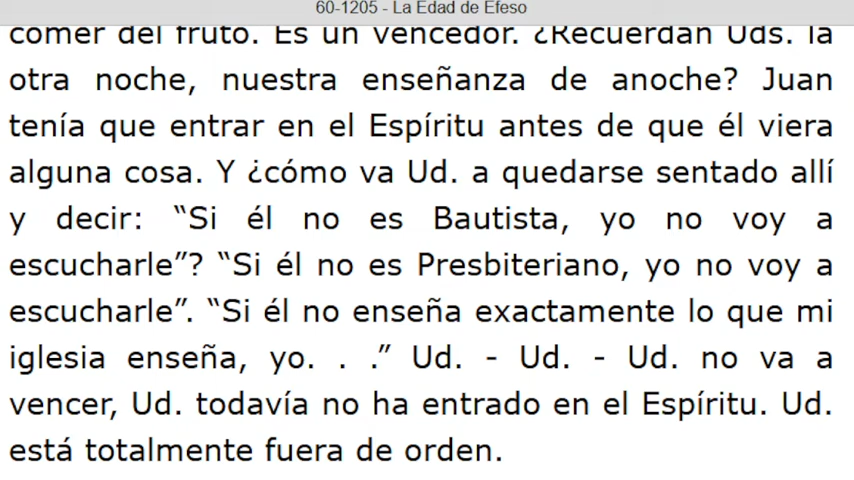 60-1205 - La Edad de Efeso
comer del fruto. Es un vencedor. ¿Recuerdan Uds. la
otra noche, nuestra enseñanza de anoche? Juan
tenía que entrar en el Espíritu antes de que él viera
alguna cosa. Y ¿cómo va Ud. a quedarse sentado allí
y decir: “Si él no es Bautista, yo no voy a
escucharle”? “Si él no es Presbiteriano, yo no voy a
escucharle”. “Si él no enseña exactamente lo que mi
iglesia enseña, yo. . .” Ud. - Ud. - Ud. no va a
vencer, Ud. todavía no ha entrado en el Espíritu. Ud.
está totalmente fuera de orden.